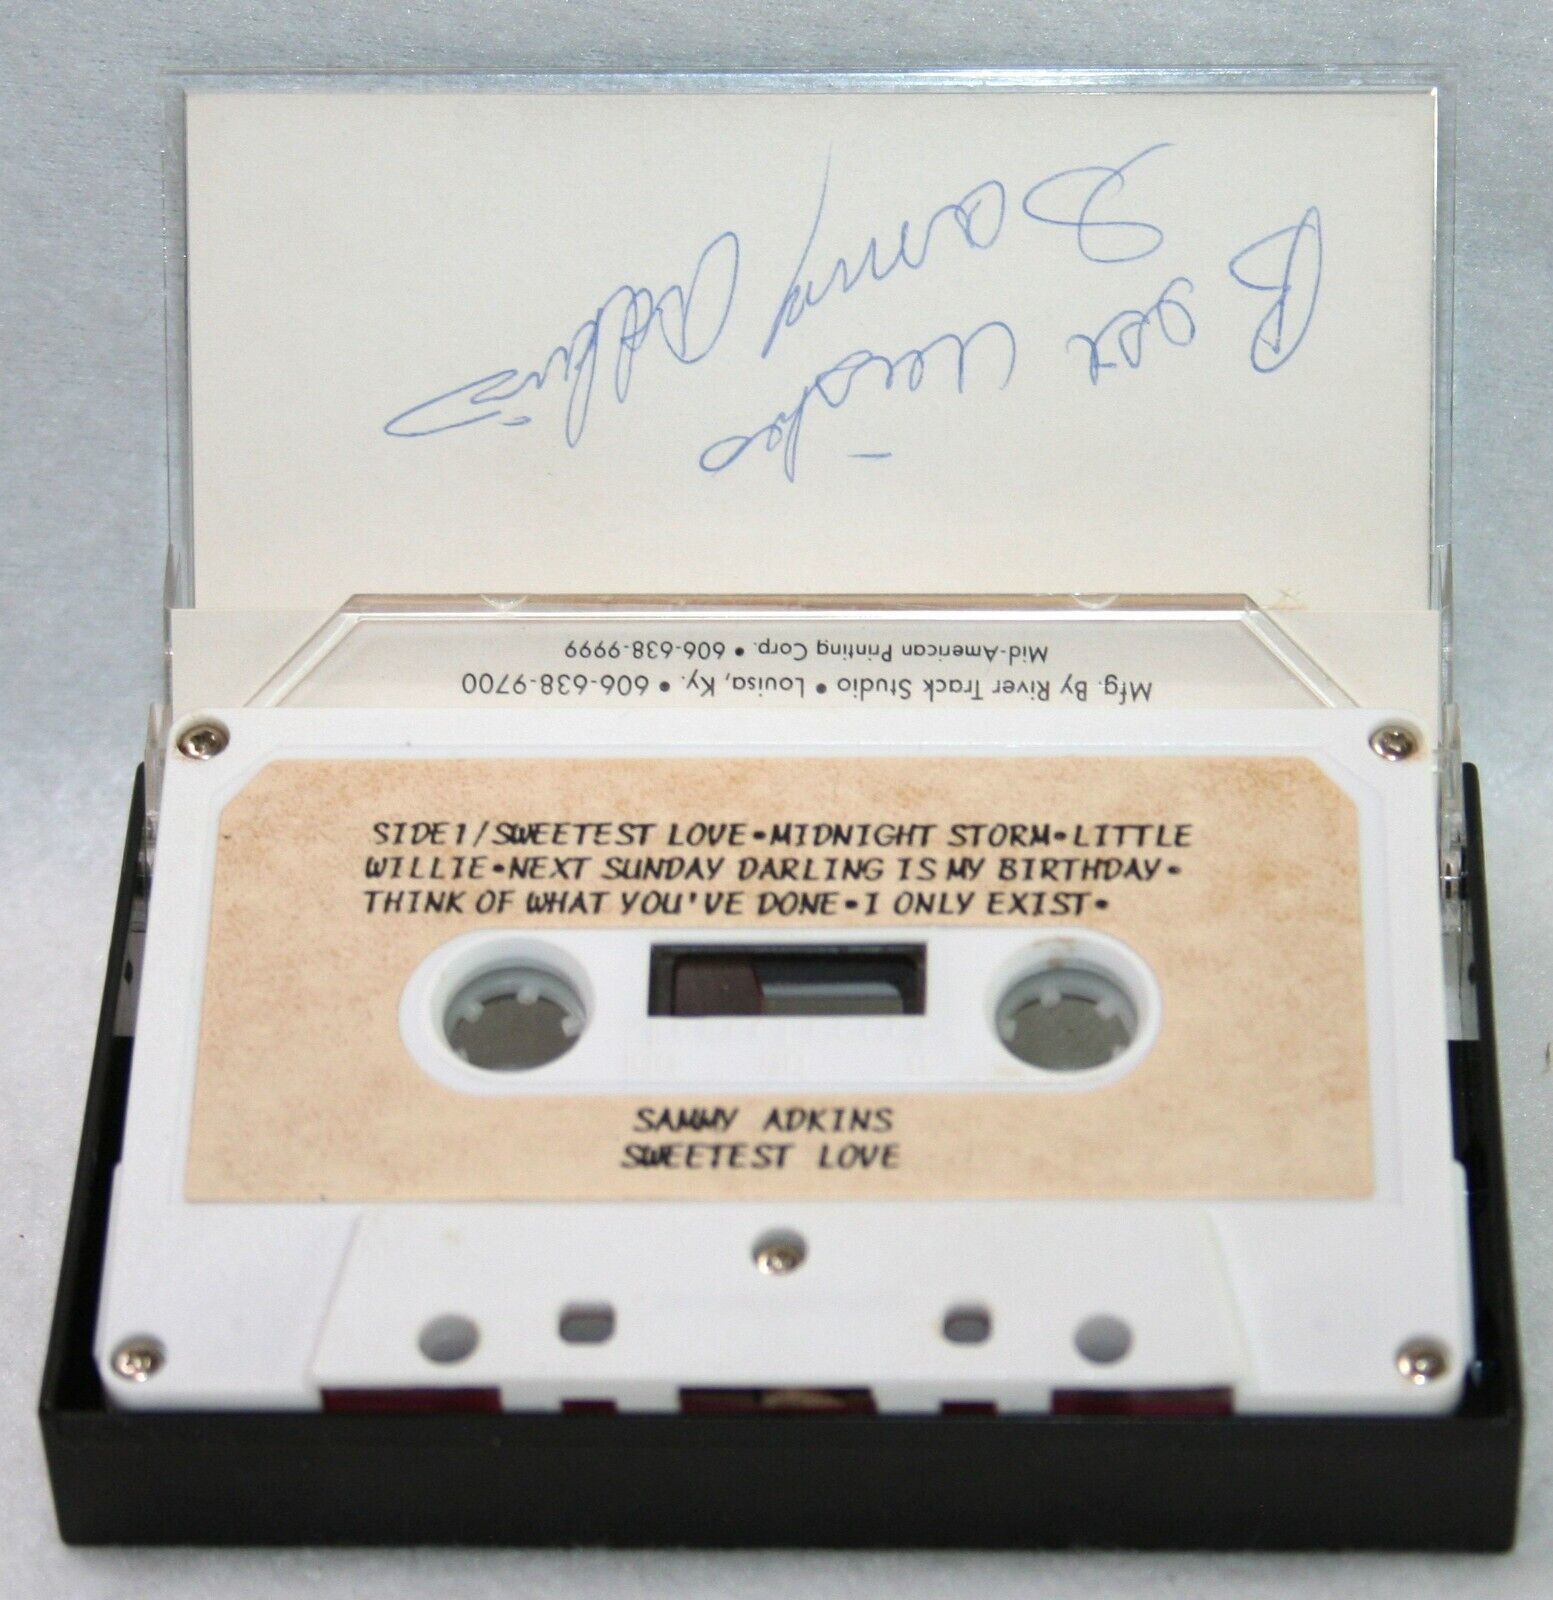 Best Wishes
Sammy Adkins
Mfg. By River Track Studio • Louisa, Ky. • 606-638-9700
Mid-American Printing Corp. • 606-638-9999
SIDE1/SWEETEST LOVE•MIDNIGHT STORM•LITTLE
WILLIE•NEXT SUNDAY DARLING IS MY BIRTHDAY•
THINK OF WHAT YOU'VE DONE•I ONLY EXIST•
SAMMY ADKINS
SWEETEST LOVE